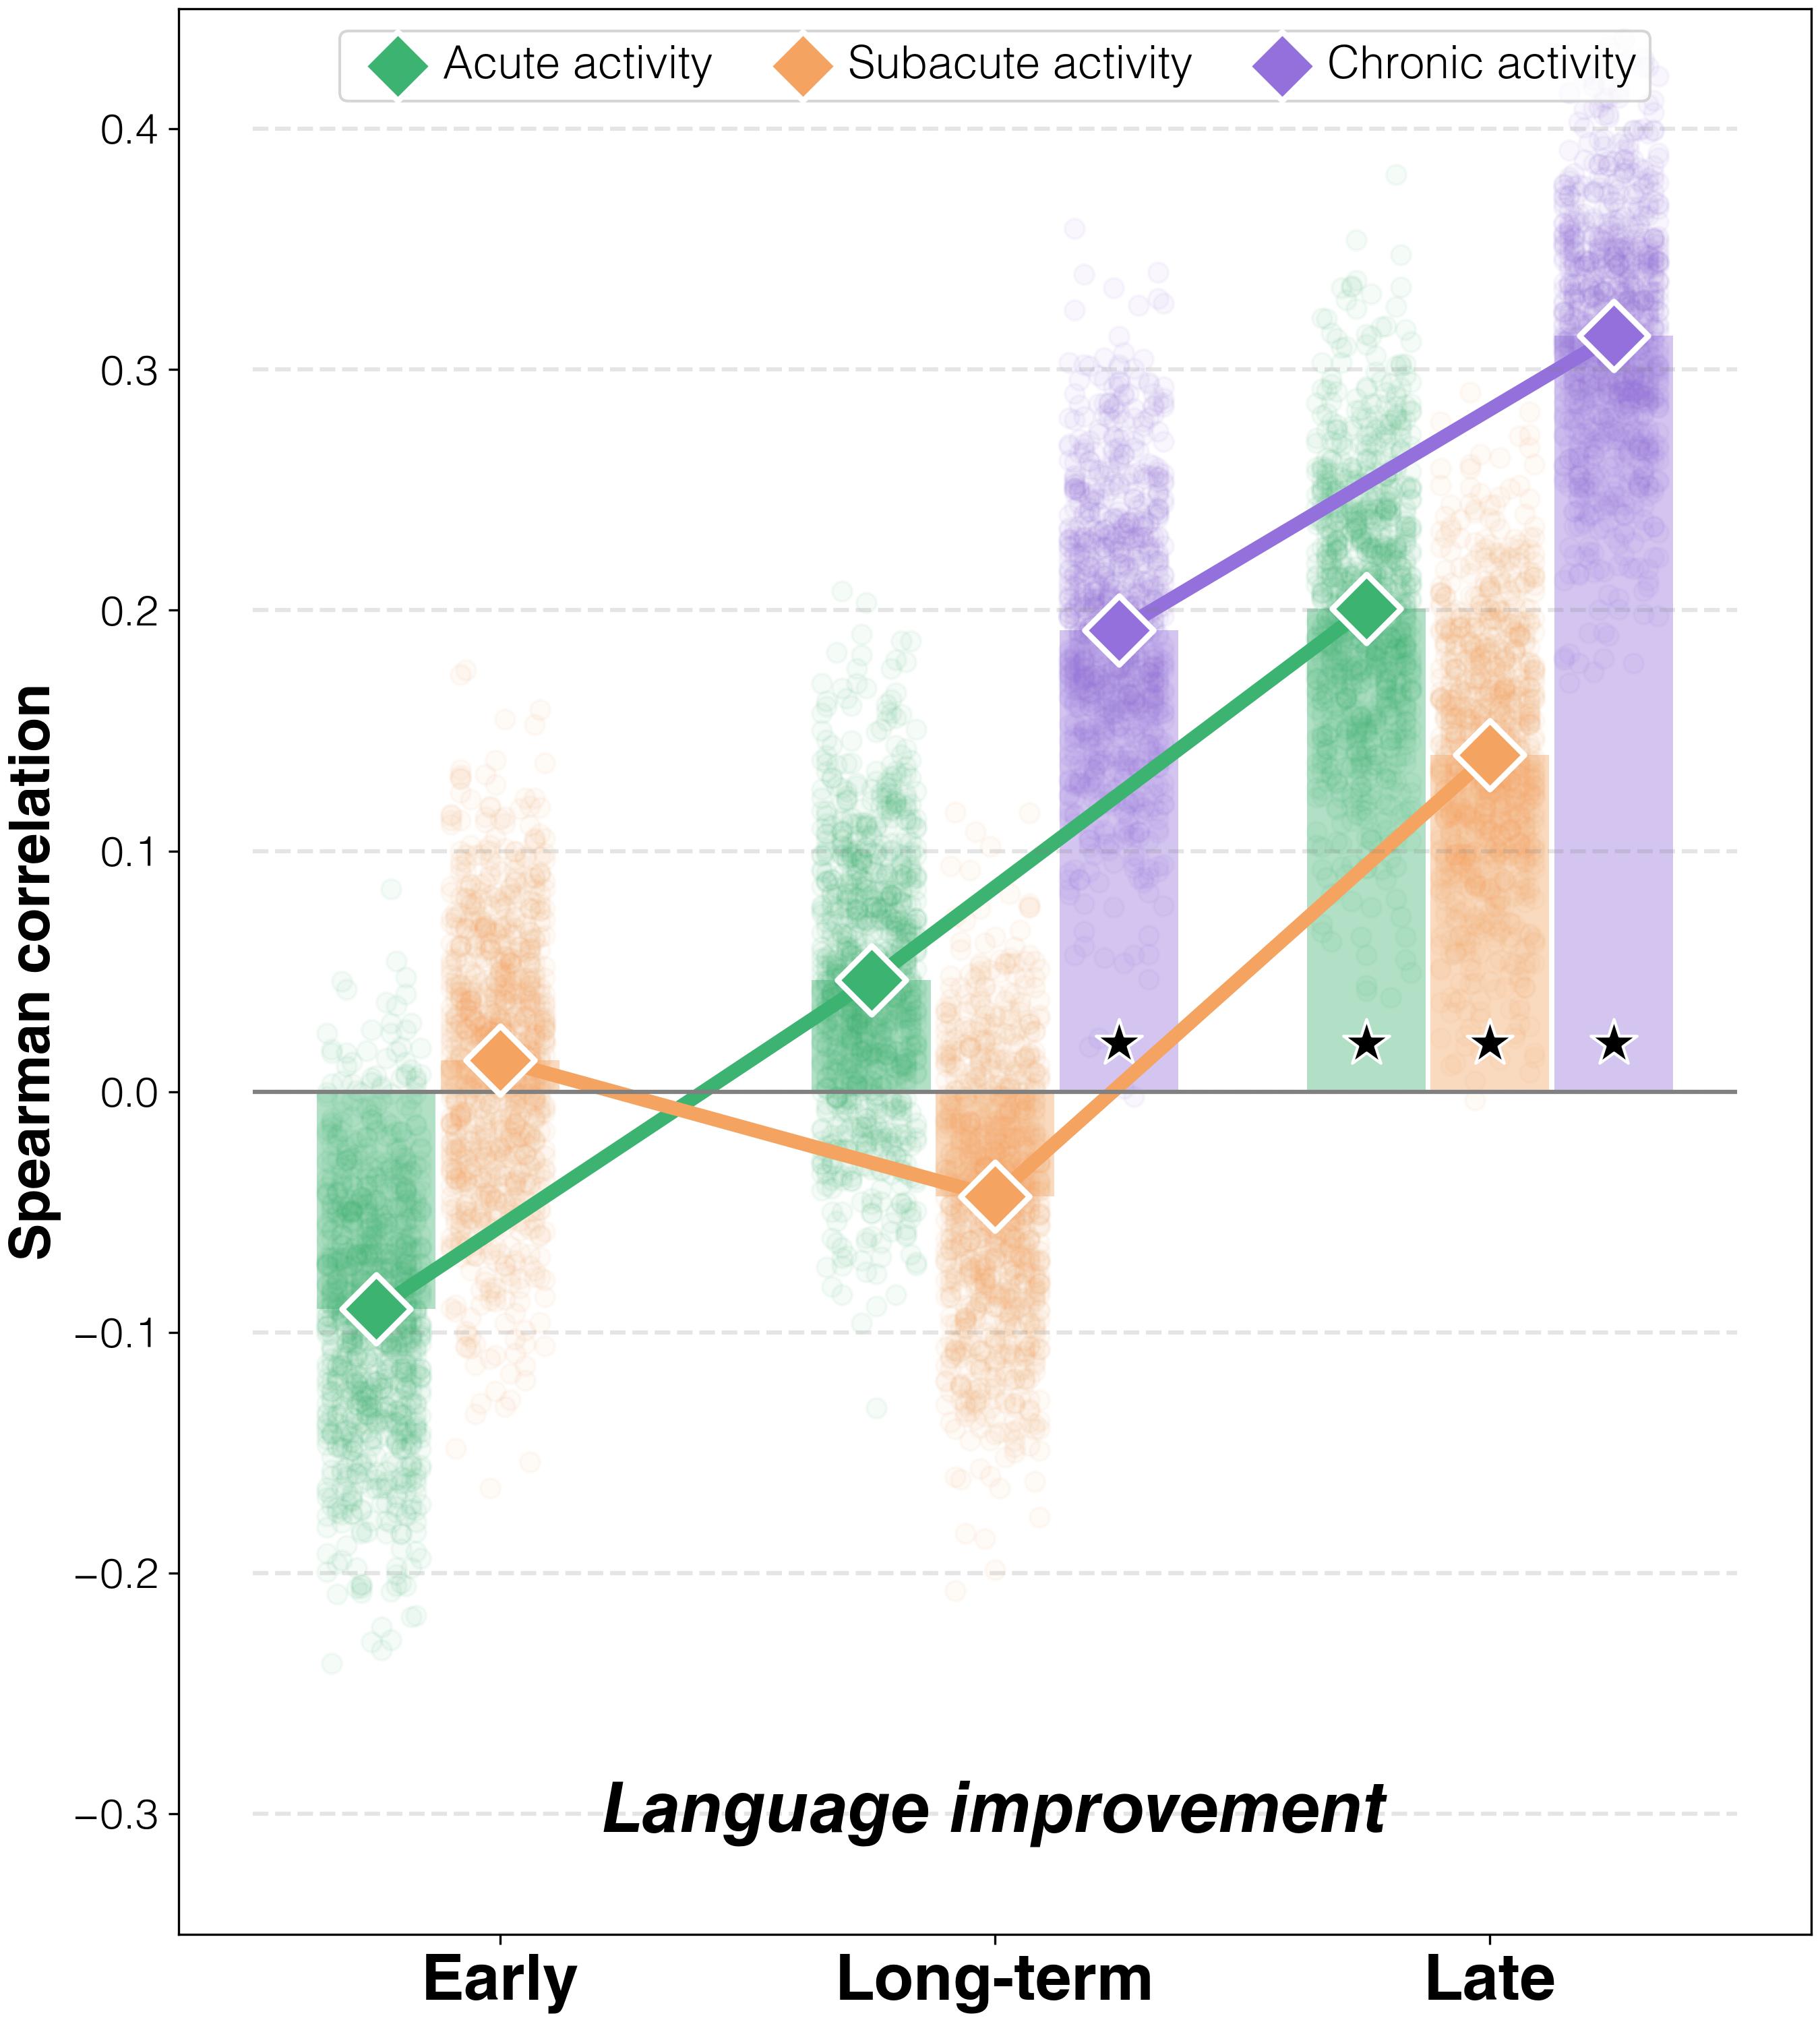 Acute activity Subacute activity Chronic activity
0.4
0.3
0.2
0.1
0.0
−0.1
−0.2
−0.3
Spearman correlation
Language improvement
Early Long-term Late